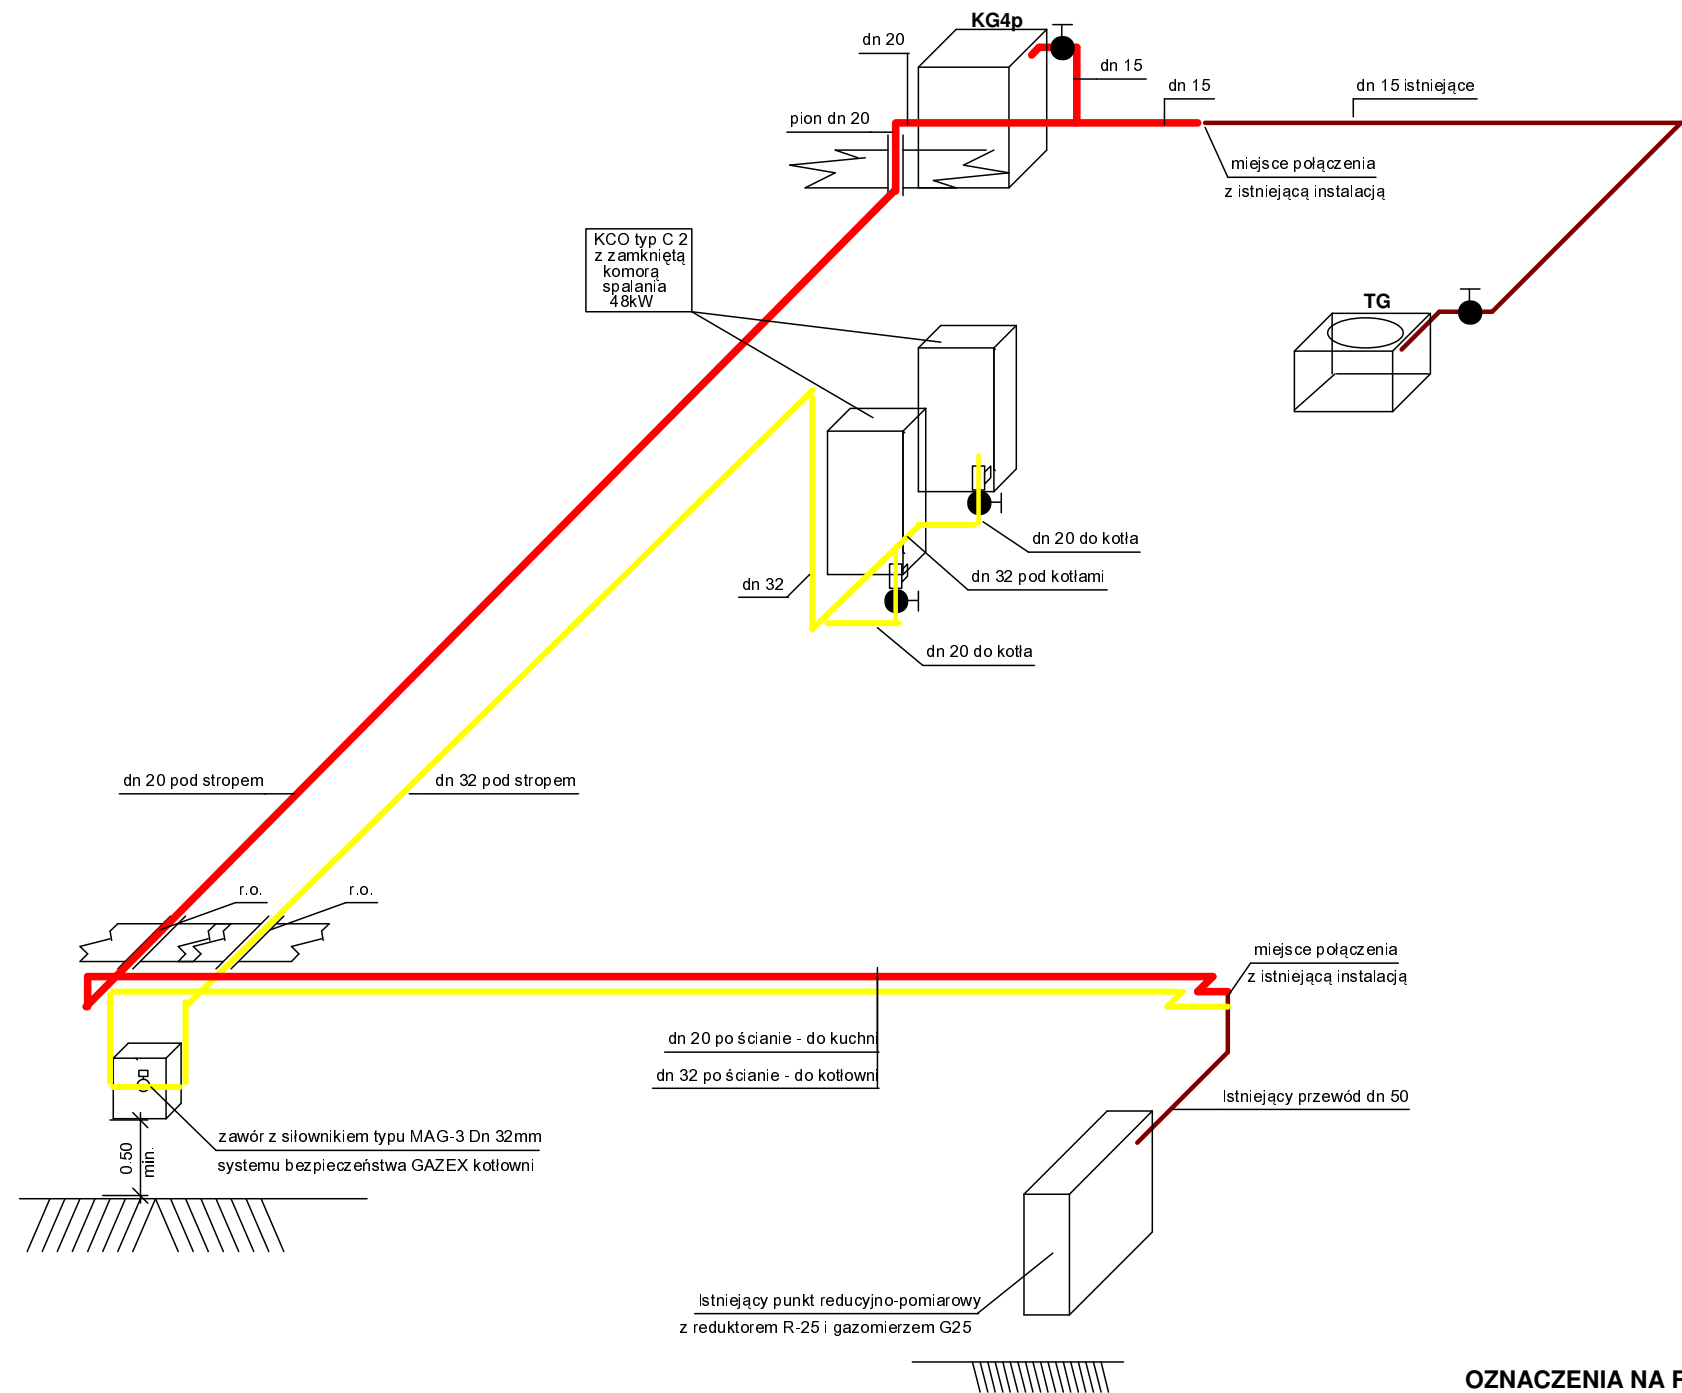 KG4p
dn 20
dn 15
dn 15
dn 15 istniejące
pion dn 20
miejsce połączenia
z istniejącą instalacją
KCO typ C 2
z zamkniętą
komorą
spalania
48kW
TG
dn 20 do kotła
dn 32 pod kotłami
dn 32
dn 20 do kotła
dn 20 pod stropem
dn 32 pod stropem
r.o.
r.o.
miejsce połączenia
z istniejącą instalacją
dn 20 po ścianie - do kuchni
dn 32 po ścianie - do kotłowni
Istniejący przewód dn 50
zawór z siłownikiem typu MAG-3 Dn 32mm
systemu bezpieczeństwa GAZEX kotłowni
0.50
min.
Istniejący punkt reducyjno-pomiarowy
z reduktorem R-25 i gazomierzem G25
OZNACZENIA NA